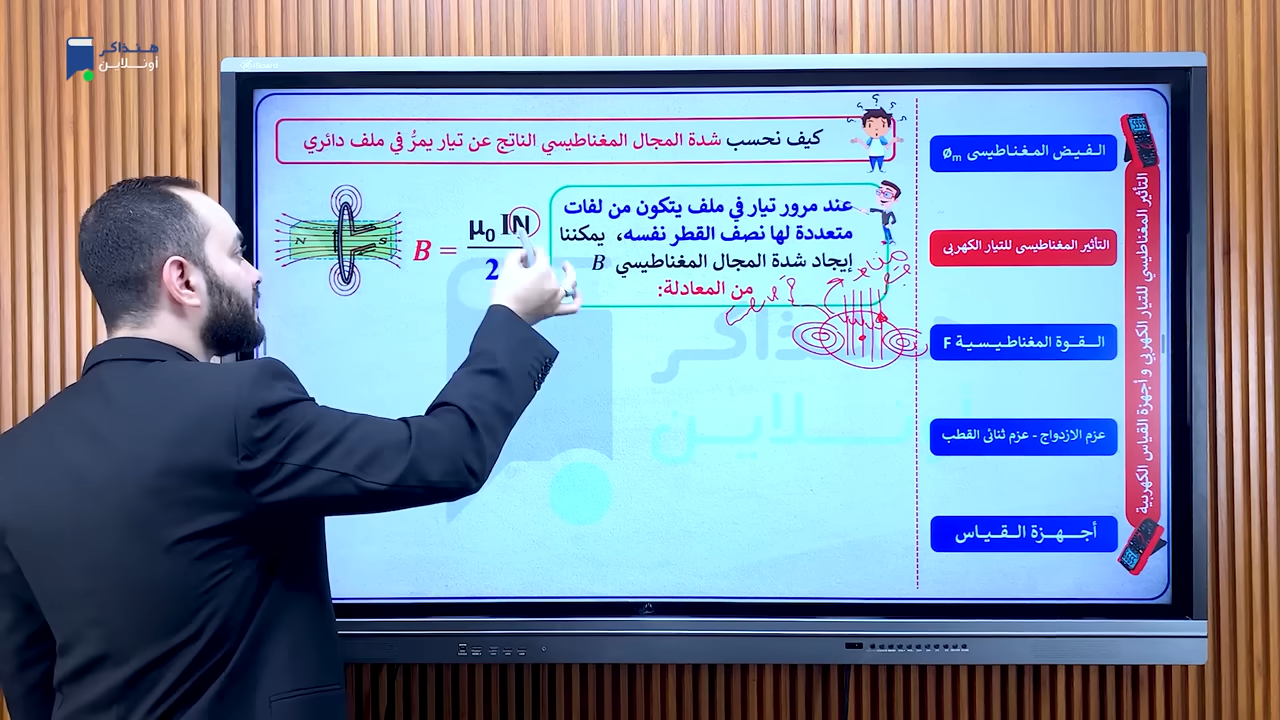 هنذاكر
أونلاين
كيف نحسب شدة المجال المغناطيسي الناتج عن تيار يمرُّ في ملف دائري
عند مرور تيار في ملف يتكون من لفات
متعددة لها نصف القطر نفسه، يمكننا
إيجاد شدة المجال المغناطيسي B
من المعادلة:
B = μ₀ IN
2
N S
الفيض المغناطيسى øm
التأثير المغناطيسى للتيار الكهربى
القوة المغناطيسية F
عزم الازدواج - عزم ثنائى القطب
أجهزة القياس
التأثير المغناطيسي للتيار الكهربي و أجهزة القياس الكهربية